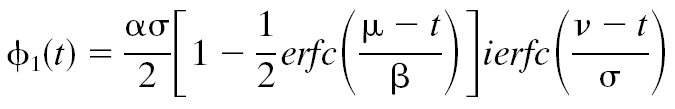 ϕ₁(t) = ασ/2 [ 1 − 1/2 erfc( (μ − t)/β ) ] ierfc( (ν − t)/σ )